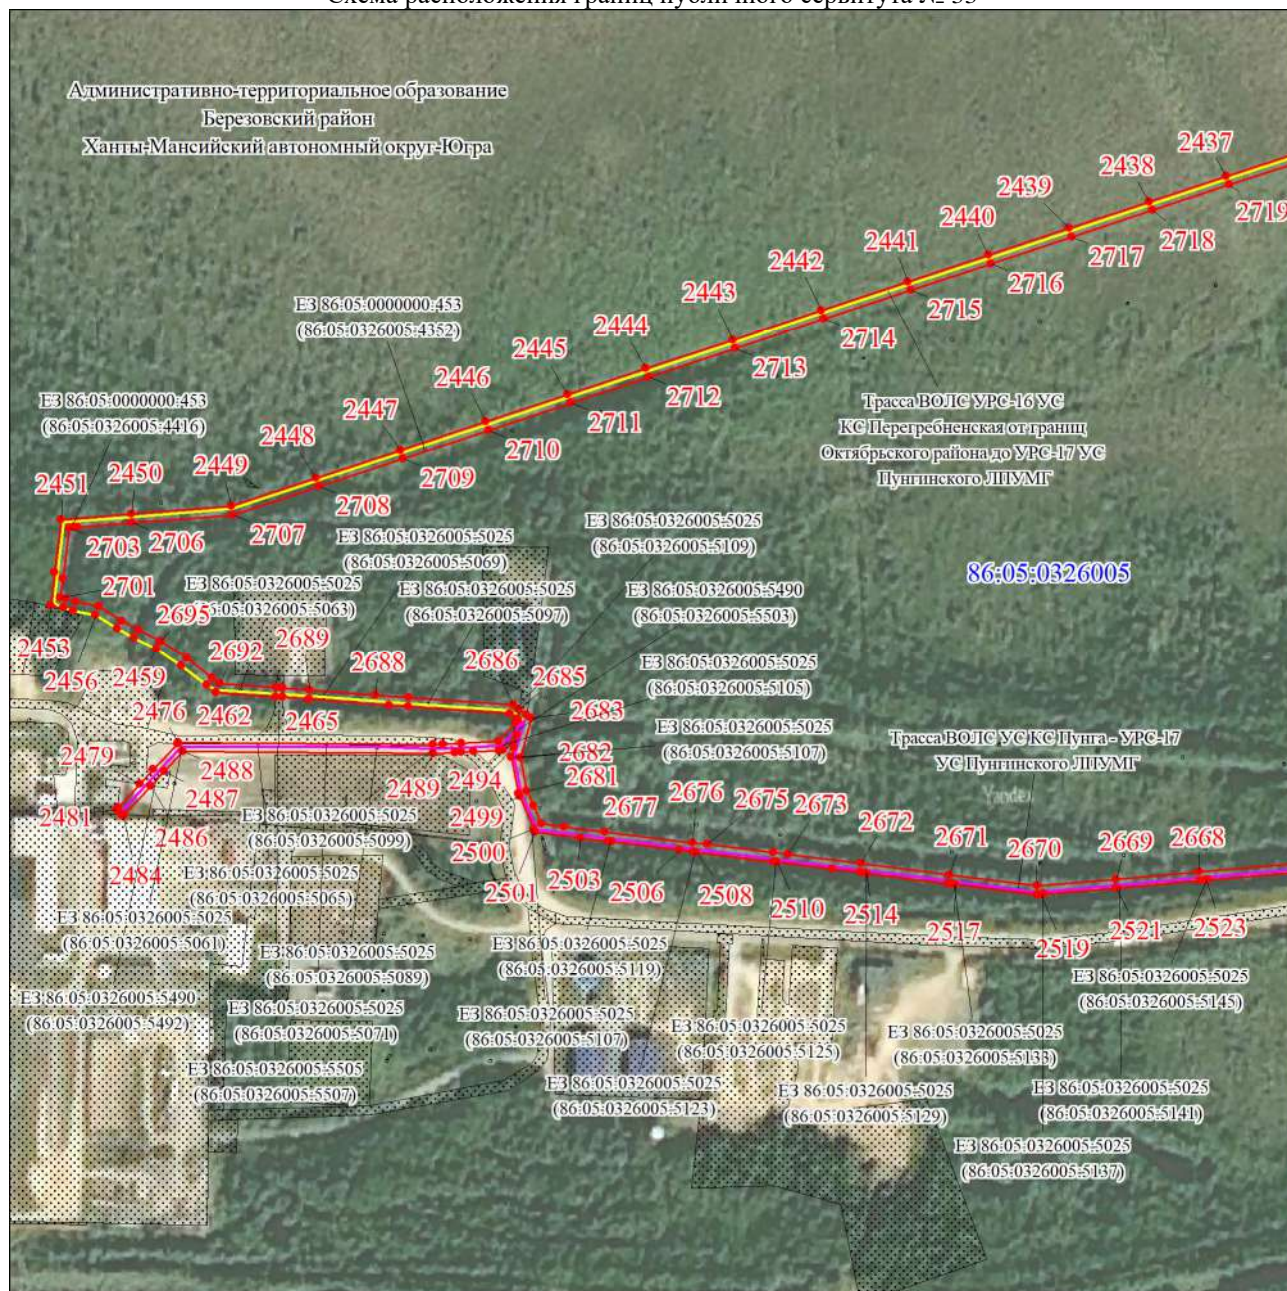 Схема расположения границ публичного сервитута № 33
Административно-территориальное образование
Березовский район
Ханты-Мансийский автономный округ-Югра
2437
2438
2719
2439
2718
2440
2717
2441
2716
2442
2715
2443
2714
2444
2713
2445
2712
2446
2711
2447
2710
2448
2709
2449
2708
2450
2707
2451
2706
2703
ЕЗ 86:05:0000000:453
(86:05:0326005:4352)
ЕЗ 86:05:0000000:453
(86:05:0326005:4416)
Трасса ВОЛС УРС-16 УС
КС Перегребненская от границ
Октябрьского района до УРС-17 УС
Пунгинского ЛПУМГ
86:05:0326005
ЕЗ 86:05:0326005:5025
(86:05:0326005:5109)
ЕЗ 86:05:0326005:5025
(86:05:0326005:5069)
ЕЗ 86:05:0326005:5025
(86:05:0326005:5063)
ЕЗ 86:05:0326005:5025
(86:05:0326005:5097)
ЕЗ 86:05:0326005:5490
(86:05:0326005:5503)
ЕЗ 86:05:0326005:5025
(86:05:0326005:5105)
ЕЗ 86:05:0326005:5025
(86:05:0326005:5107)
Трасса ВОЛС УС КС Пунга - УРС-17
УС Пунгинского ЛПУМГ
Yandex
2701
2695
2453
2692
2689
2688
2686
2685
2456
2459
2683
2476
2462
2465
2682
2479
2488
2494
2681
2489
2487
2481
2486
2499
2677
2676
2675
2673
2672
2671
2670
2669
2668
2500
2484
2501
2503
2506
2508
2510
2514
2517
2519
2521
2523
ЕЗ 86:05:0326005:5025
(86:05:0326005:5099)
ЕЗ 86:05:0326005:5025
(86:05:0326005:5065)
ЕЗ 86:05:0326005:5025
(86:05:0326005:5061)
ЕЗ 86:05:0326005:5025
(86:05:0326005:5089)
ЕЗ 86:05:0326005:5025
(86:05:0326005:5119)
ЕЗ 86:05:0326005:5025
(86:05:0326005:5145)
ЕЗ 86:05:0326005:5490
(86:05:0326005:5492)
ЕЗ 86:05:0326005:5025
(86:05:0326005:5071)
ЕЗ 86:05:0326005:5025
(86:05:0326005:5107)
ЕЗ 86:05:0326005:5025
(86:05:0326005:5125)
ЕЗ 86:05:0326005:5025
(86:05:0326005:5133)
ЕЗ 86:05:0326005:5505
(86:05:0326005:5507)
ЕЗ 86:05:0326005:5025
(86:05:0326005:5123)
ЕЗ 86:05:0326005:5025
(86:05:0326005:5129)
ЕЗ 86:05:0326005:5025
(86:05:0326005:5141)
ЕЗ 86:05:0326005:5025
(86:05:0326005:5137)